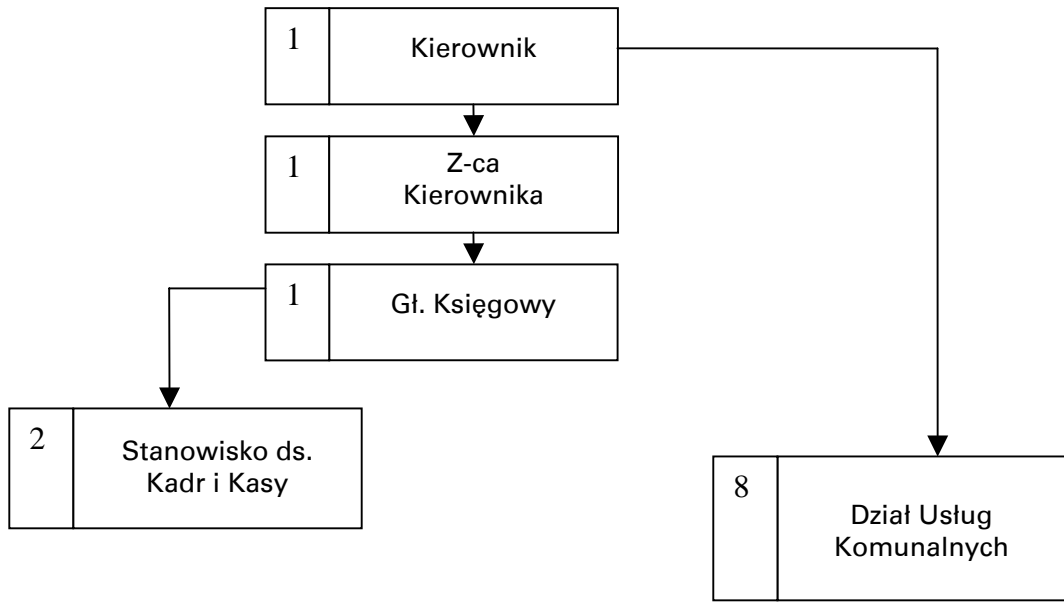 1
Kierownik
1
Z-ca
Kierownika
1
Gł. Księgowy
2
Stanowisko ds.
Kadr i Kasy
8
Dział Usług
Komunalnych